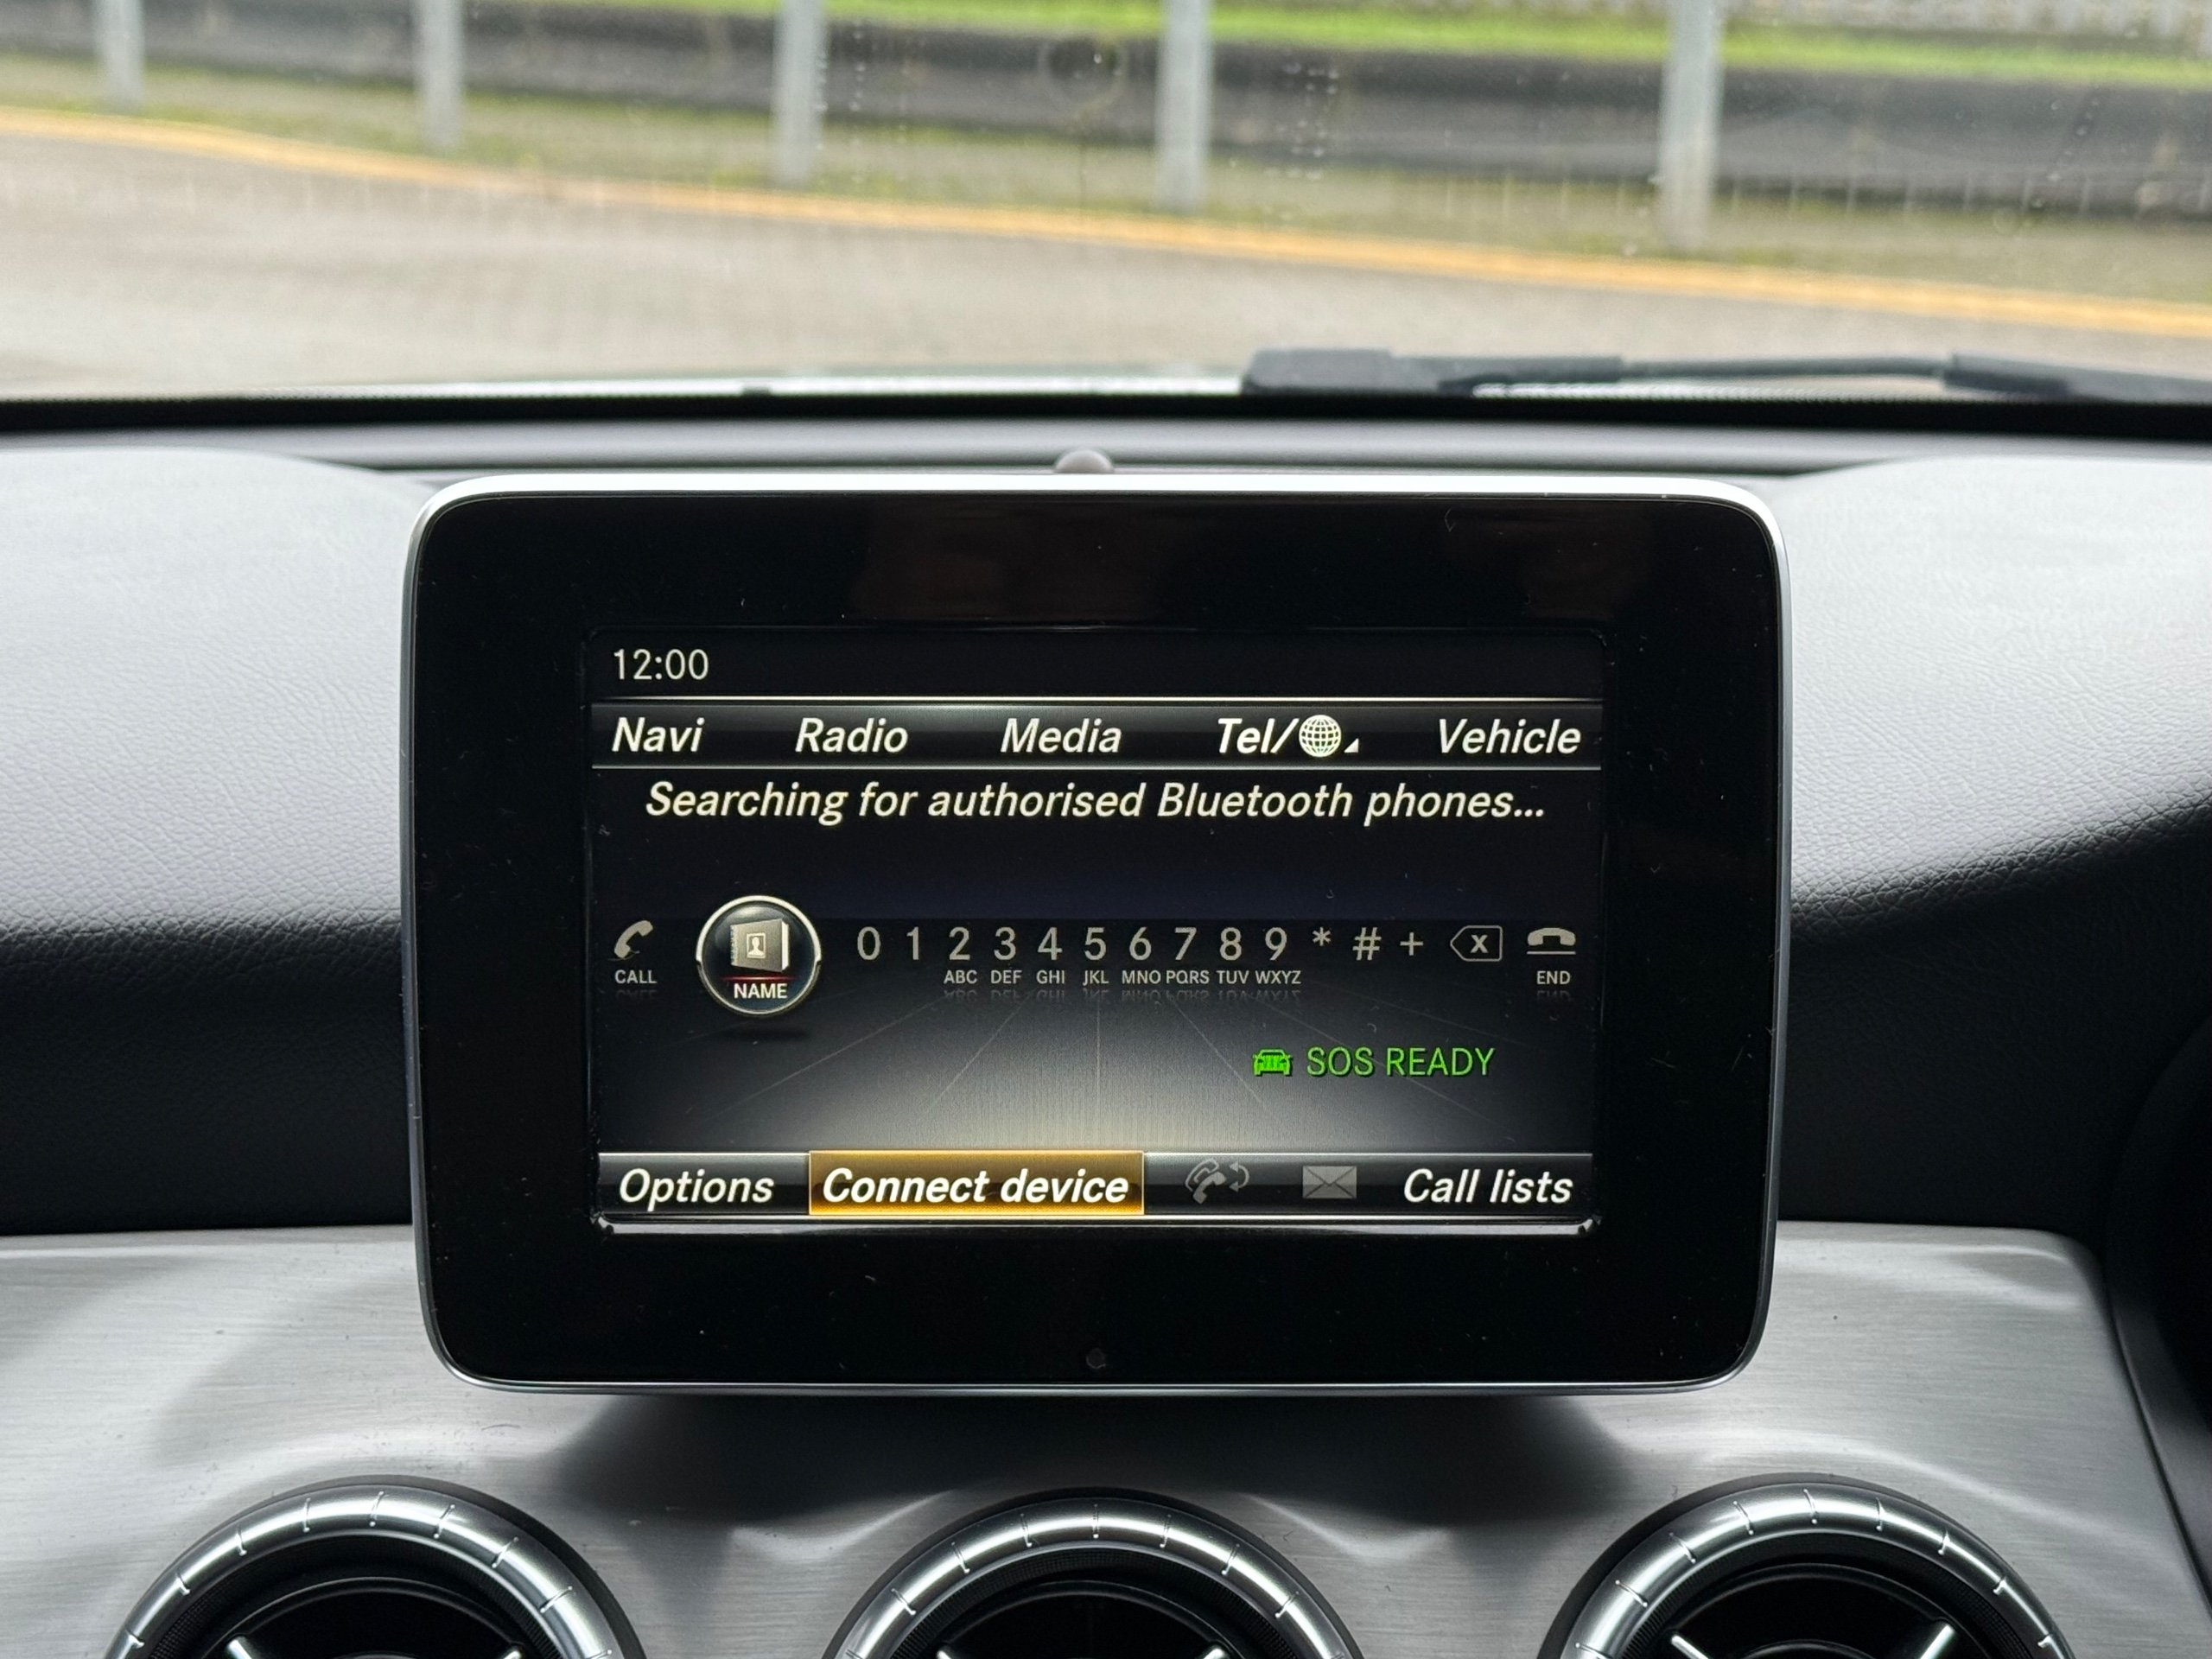 12:00
Navi Radio Media Tel/ Vehicle
Searching for authorised Bluetooth phones...
0 1 2 3 4 5 6 7 8 9 * # + x
CALL NAME ABC DEF GHI JKL MNO PQRS TUV WXYZ END
SOS READY
Options Connect device Call lists